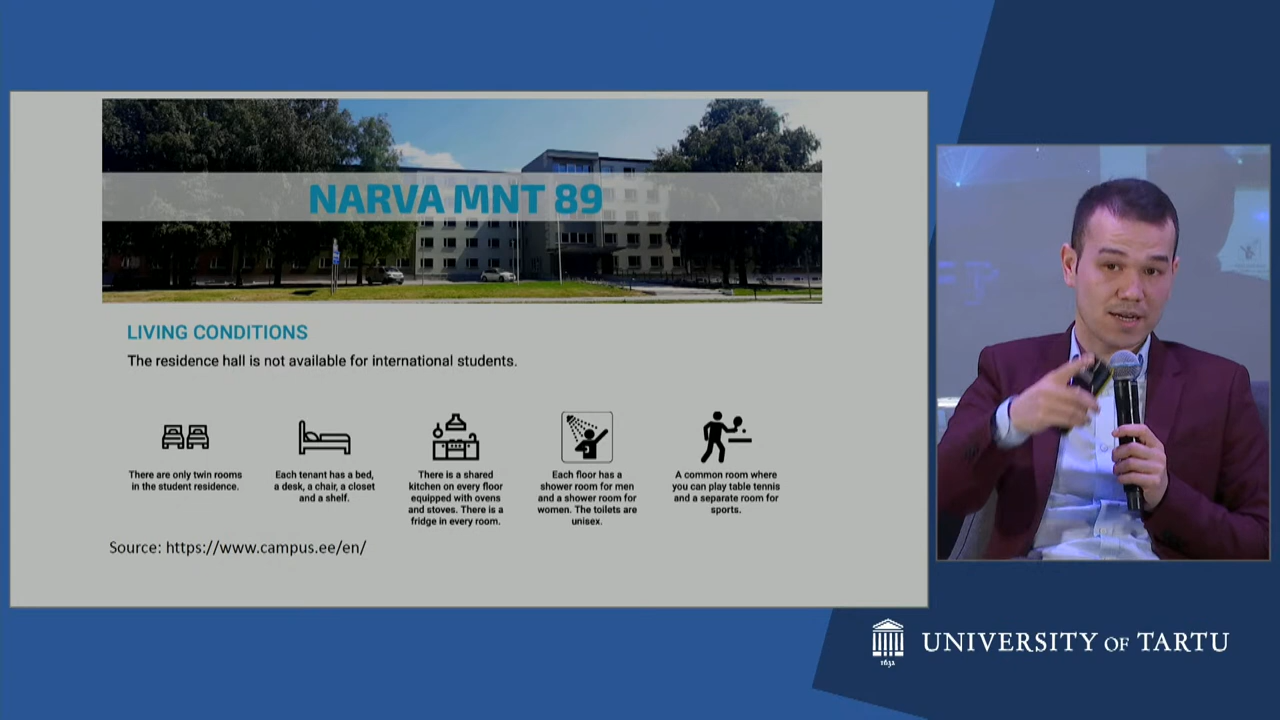 NARVA MNT 89
LIVING CONDITIONS
The residence hall is not available for international students.
There are only twin rooms
in the student residence.
Each tenant has a bed,
a desk, a chair, a closet
and a shelf.
There is a shared
kitchen on every floor
equipped with ovens
and stoves. There is a
fridge in every room.
Each floor has a
shower room for men
and a shower room for
women. The toilets are
unisex.
A common room where
you can play table tennis
and a separate room for
sports.
Source: https://www.campus.ee/en/
1632
UNIVERSITY OF TARTU